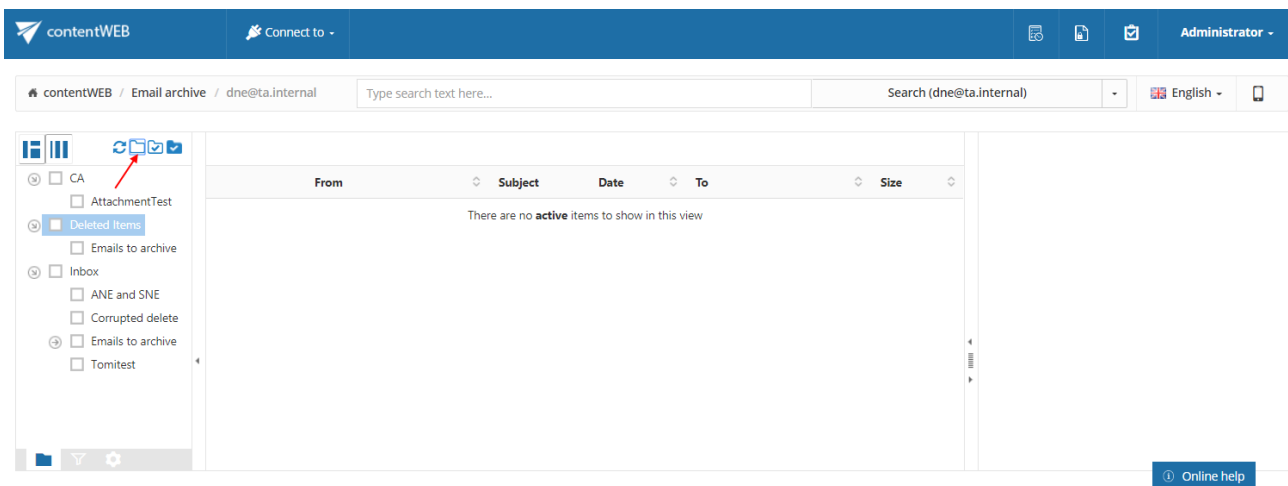 contentWEB Connect to Administrator
contentWEB / Email archive / dne@ta.internal Type search text here... Search (dne@ta.internal) English
From Subject Date To Size
There are no active items to show in this view
CA
AttachmentTest
Deleted Items
Emails to archive
Inbox
ANE and SNE
Corrupted delete
Emails to archive
Tomitest
Online help